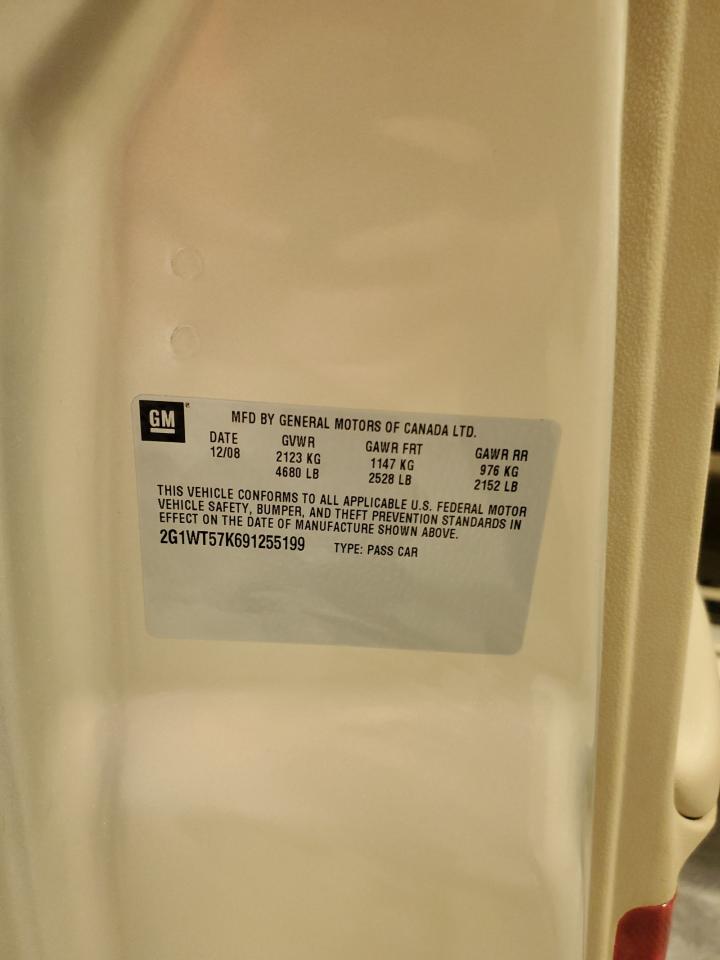 GM
MFD BY GENERAL MOTORS OF CANADA LTD.
DATE GVWR GAWR FRT GAWR RR
12/08 2123 KG 1147 KG 976 KG
4680 LB 2528 LB 2152 LB
THIS VEHICLE CONFORMS TO ALL APPLICABLE U.S. FEDERAL MOTOR
VEHICLE SAFETY, BUMPER, AND THEFT PREVENTION STANDARDS IN
EFFECT ON THE DATE OF MANUFACTURE SHOWN ABOVE.
2G1WT57K691255199 TYPE: PASS CAR